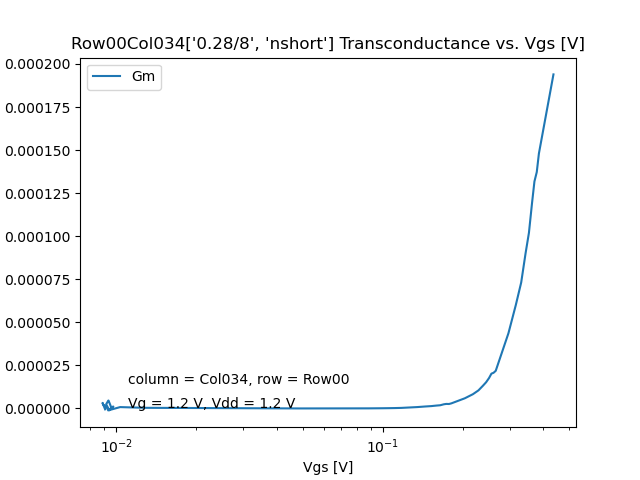 Row00Col034['0.28/8', 'nshort'] Transconductance vs. Vgs [V]
Gm
0.000200
0.000175
0.000150
0.000125
0.000100
0.000075
0.000050
0.000025
0.000000
column = Col034, row = Row00
Vg = 1.2 V, Vdd = 1.2 V
10⁻² 10⁻¹
Vgs [V]